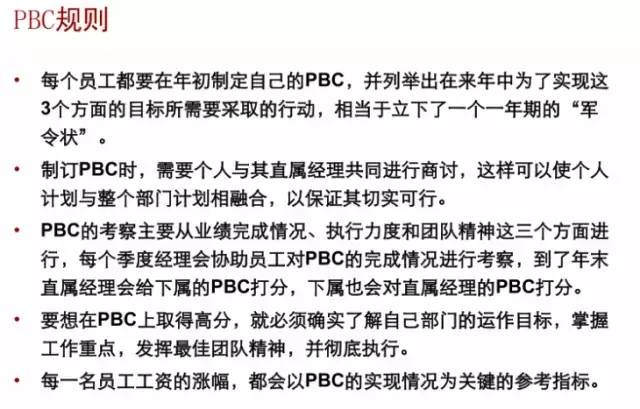 PBC规则
• 每个员工都要在年初制定自己的PBC，并列举出在来年中为了实现这
3个方面的目标所需要采取的行动，相当于立下了一个一年期的“军
令状”。
• 制订PBC时，需要个人与其直属经理共同进行商讨，这样可以使个人
计划与整个部门计划相融合，以保证其切实可行。
• PBC的考察主要从业绩完成情况、执行力度和团队精神这三个方面进
行，每个季度经理会协助员工对PBC的完成情况进行考察，到了年末
直属经理会给下属的PBC打分，下属也会对直属经理的PBC打分。
• 要想在PBC上取得高分，就必须确实了解自己部门的运作目标，掌握
工作重点，发挥最佳团队精神，并彻底执行。
• 每一名员工工资的涨幅，都会以PBC的实现情况为关键的参考指标。